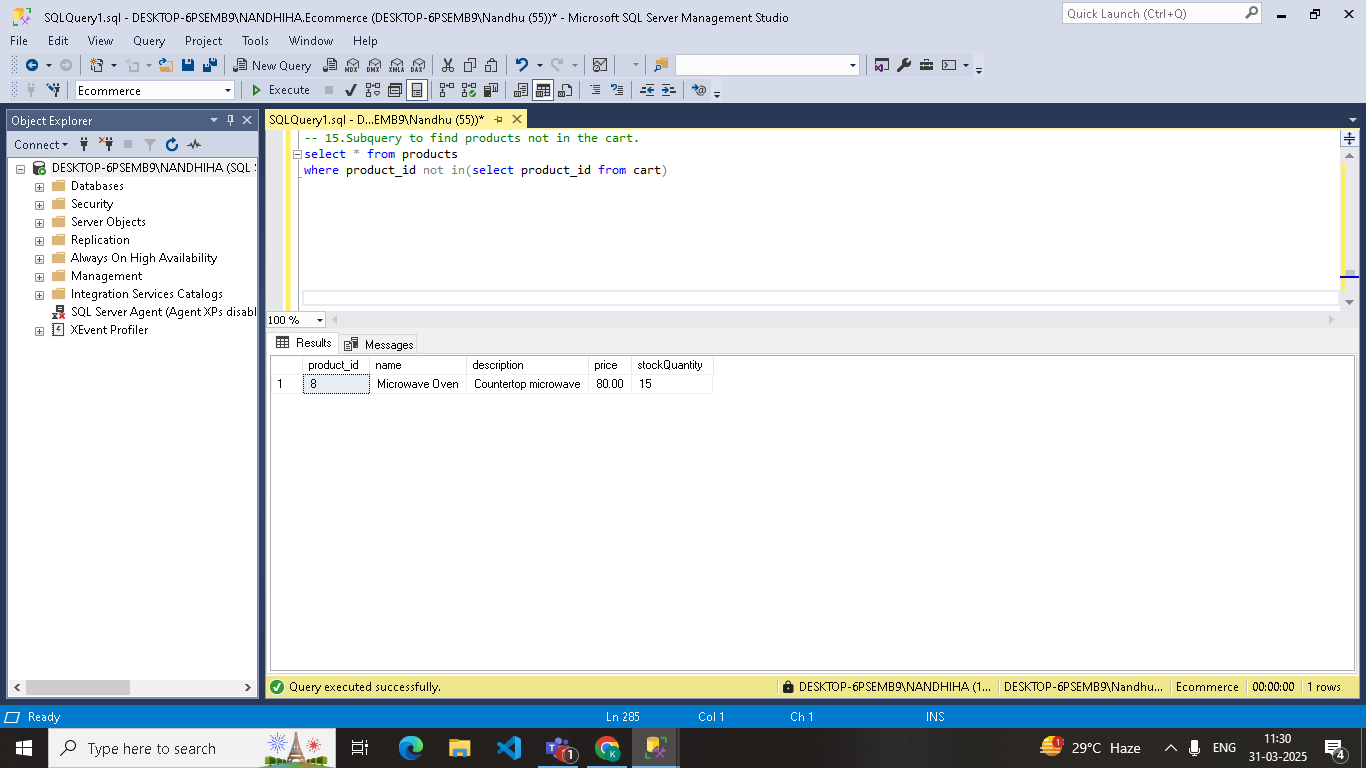 SQLQuery1.sql - DESKTOP-6PSEMB9\NANDHIHA.Ecommerce (DESKTOP-6PSEMB9\Nandhu (55))* - Microsoft SQL Server Management Studio
Quick Launch (Ctrl+Q)
File Edit View Query Project Tools Window Help
New Query MDX DMX XMLA DAX
Ecommerce Execute
Object Explorer
SQLQuery1.sql - D...EMB9\Nandhu (55))*
Connect
DESKTOP-6PSEMB9\NANDHIHA (SQL
Databases
Security
Server Objects
Replication
Always On High Availability
Management
Integration Services Catalogs
SQL Server Agent (Agent XPs disabl
XEvent Profiler
-- 15.Subquery to find products not in the cart.
select * from products
where product_id not in(select product_id from cart)
100 %
Results Messages
product_id name description price stockQuantity
1 8 Microwave Oven Countertop microwave 80.00 15
Query executed successfully. DESKTOP-6PSEMB9\NANDHIHA (1... DESKTOP-6PSEMB9\Nandhu... Ecommerce 00:00:00 1 rows
Ready Ln 285 Col 1 Ch 1 INS
Type here to search
1
1 29°C Haze ENG 11:30
31-03-2025
4